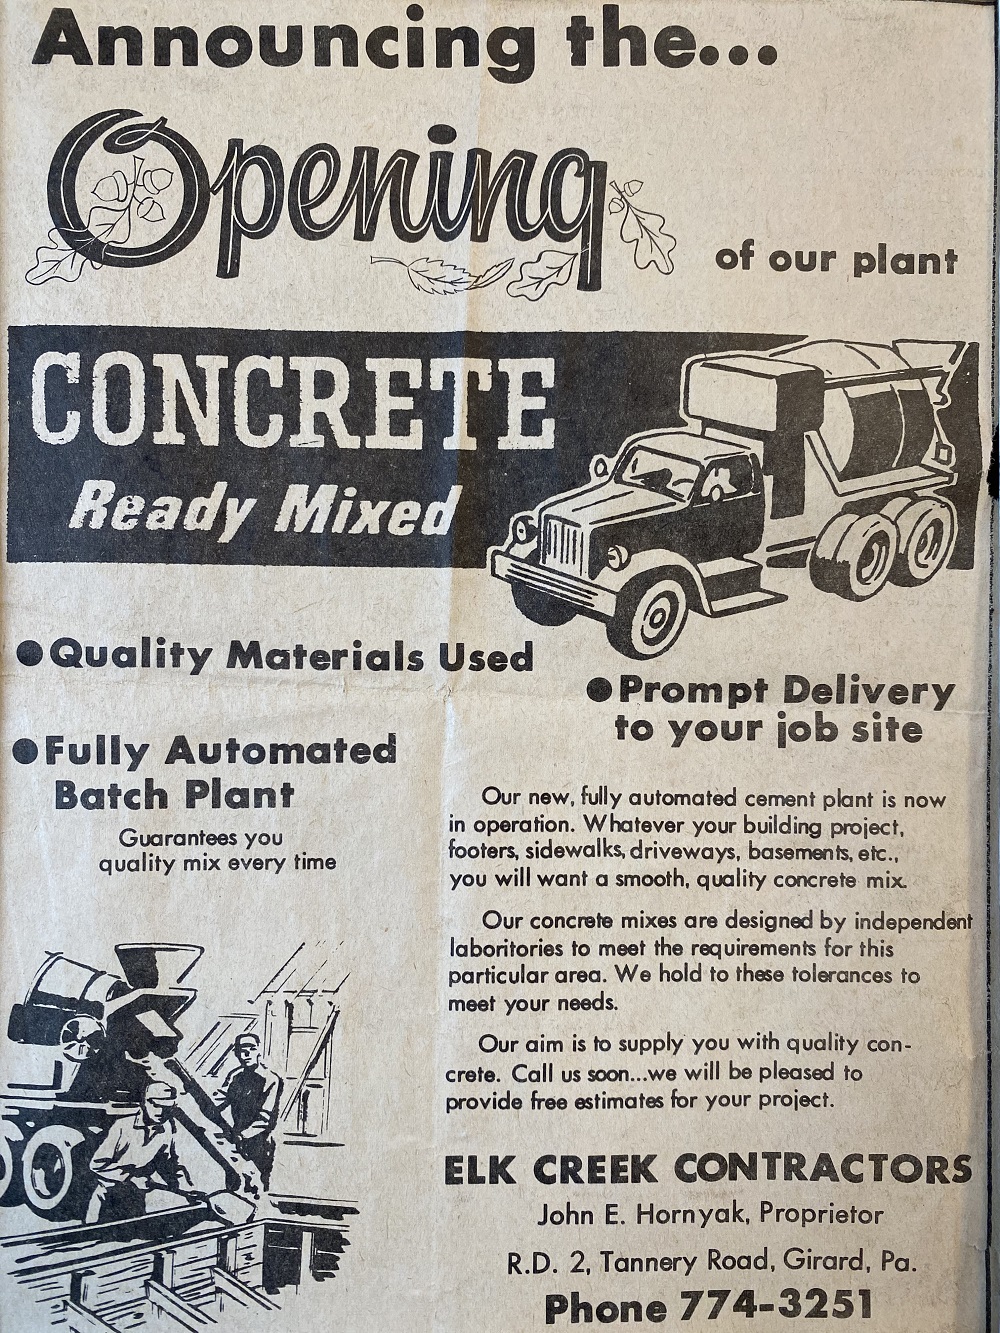 Announcing the...
Opening
of our plant
CONCRETE
Ready Mixed
●Quality Materials Used
●Prompt Delivery
to your job site
●Fully Automated
Batch Plant
Guarantees you
quality mix every time
Our new, fully automated cement plant is now
in operation. Whatever your building project,
footers, sidewalks, driveways, basements, etc.,
you will want a smooth, quality concrete mix.
Our concrete mixes are designed by independent
laboritories to meet the requirements for this
particular area. We hold to these tolerances to
meet your needs.
Our aim is to supply you with quality con-
crete. Call us soon...we will be pleased to
provide free estimates for your project.
ELK CREEK CONTRACTORS
John E. Hornyak, Proprietor
R.D. 2, Tannery Road, Girard, Pa.
Phone 774-3251